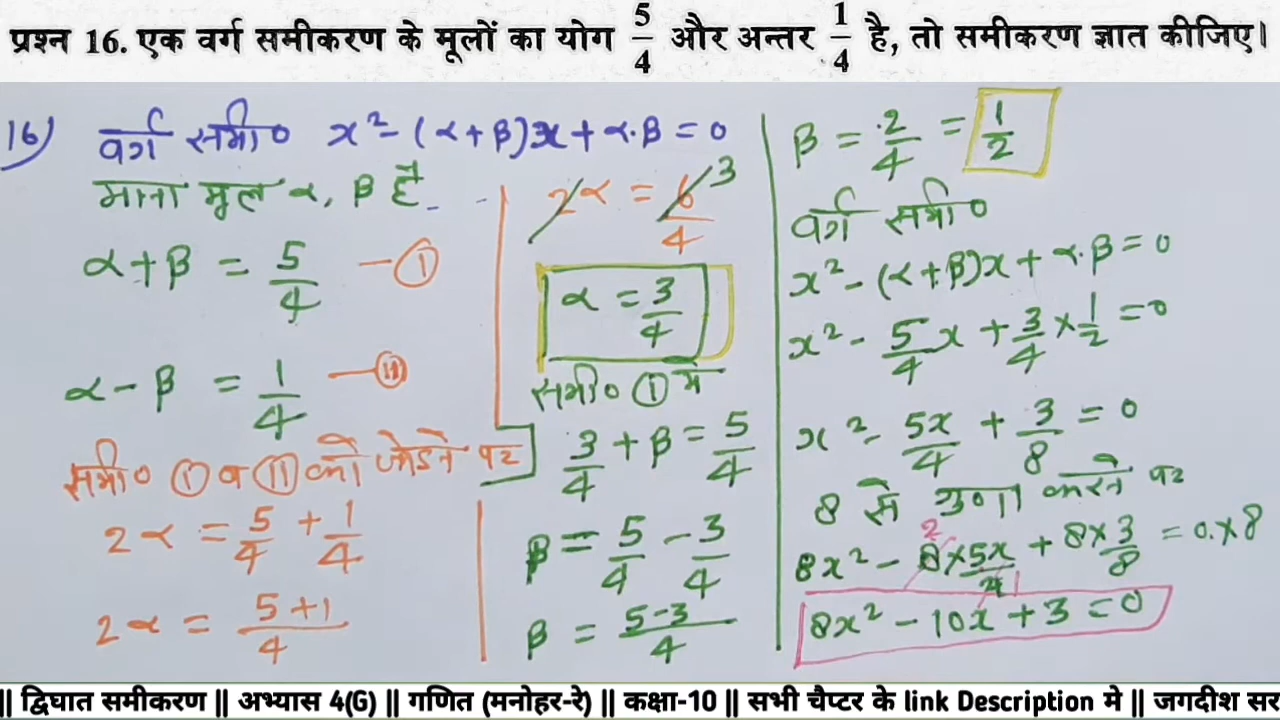 प्रश्न 16. एक वर्ग समीकरण के मूलों का योग 5/4 और अन्तर 1/4 है, तो समीकरण ज्ञात कीजिए।
16) वर्ग समी० x² - (α+β)x + α.β = 0
माना मूल α, β है
α+β = 5/4 — ①
α - β = 1/4 — ⑪
समी० ① व ⑪ को जोडने पर
2α = 5/4 + 1/4
2α = (5+1)/4
2α = 6/4 3
α = 3/4
समी० ① मे
3/4 + β = 5/4
β = 5/4 - 3/4
β = (5-3)/4
β = 2/4 = 1/2
वर्ग समी०
x² - (α+β)x + α.β = 0
x² - 5/4 x + 3/4 × 1/2 = 0
x² - 5x/4 + 3/8 = 0
8 से गुणा करने पर
8x² - 8 2 × 5x/4 1 + 8 × 3/8 = 0.×8
8x² - 10x + 3 = 0
|| द्विघात समीकरण || अभ्यास 4(G) || गणित (मनोहर-रे) || कक्षा-10 || सभी चैप्टर के link Description मे || जगदीश सर